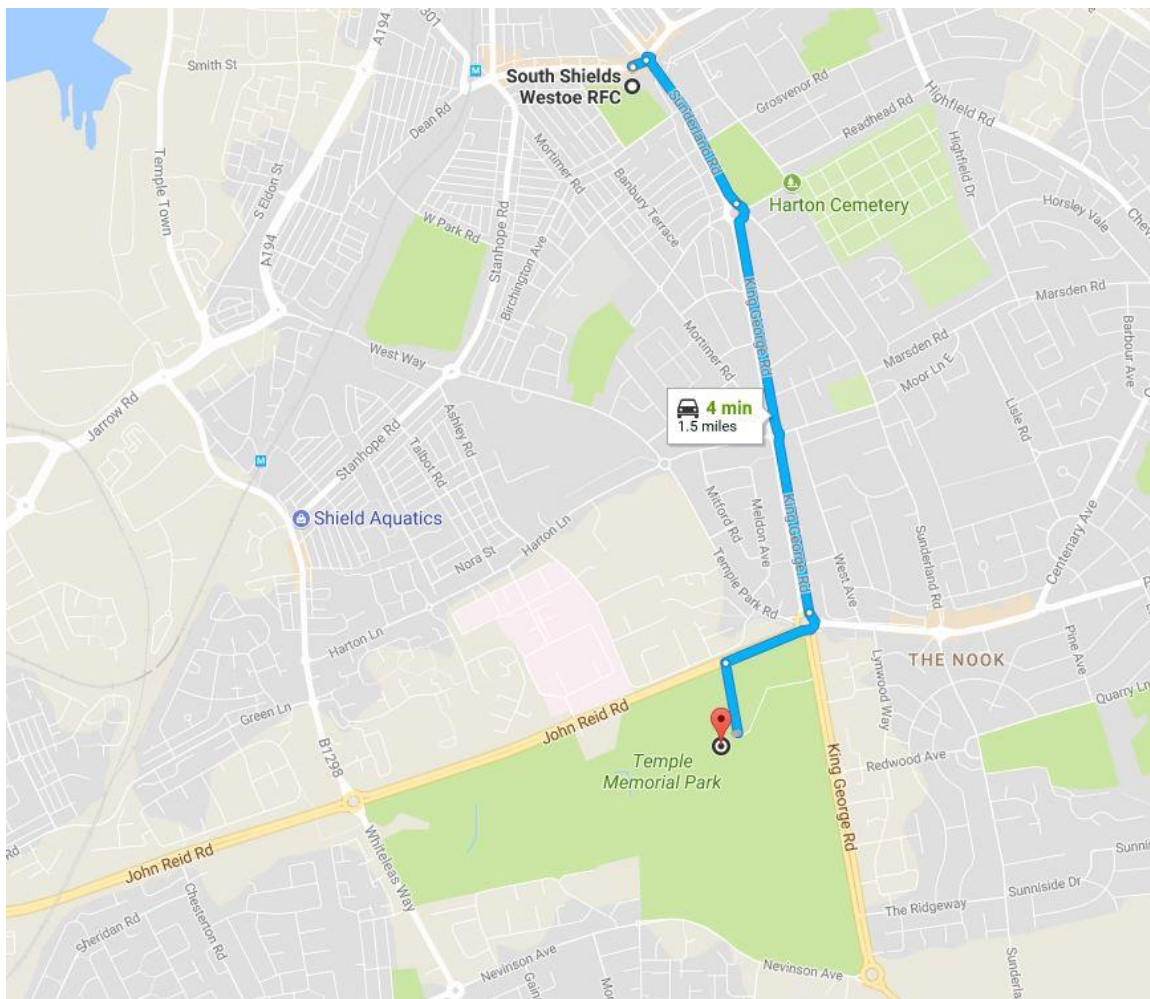 A194
301
Smith St
M
South Shields
Westoe RFC
Sunderland Rd
Grosvenor Rd
Readhead Rd
Highfield Rd
Highfield Dr
Dean Rd
Mortimer Rd
Banbury Terrace
Harton Cemetery
Horsley Vale
Temple Town
S Eldon St
A194
W Park Rd
Stanhope Rd
Birchington Ave
King George Rd
Marsden Rd
Barbour Ave
West Way
Mortimer Rd
Marsden Rd
Moor Ln E
4 min
1.5 miles
Jarrow Rd
Stanhope Rd
Ashley Rd
Talbot Rd
Lisle Rd
M
Shield Aquatics
Mitford Rd
Meldon Ave
King George Rd
Sunderland Rd
Centenary Ave
Nora St
Harton Ln
Temple Park Rd
West Ave
Harton Ln
THE NOOK
Lynwood Way
Pine Ave
Quarry Ln
Green Ln
John Reid Rd
B1298
Temple
Memorial Park
King George Rd
Redwood Ave
John Reid Rd
Whiteleas Way
Sheridan Rd
Chesterton Rd
Sunniside Dr
The Ridgeway
Nevinson Ave
Nevinson Ave